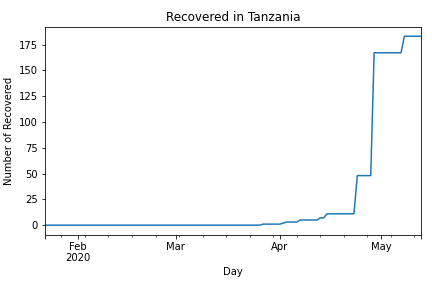 Recovered in Tanzania
Number of Recovered
175
150
125
100
75
50
25
0
Feb
2020
Mar
Apr
May
Day